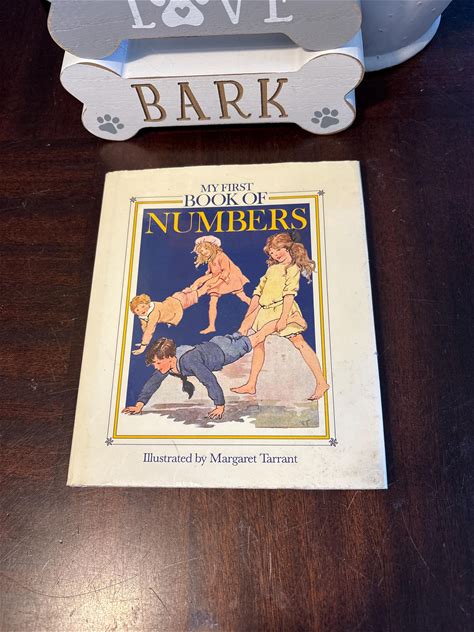 LOVE
BARK
MY FIRST
BOOK OF
NUMBERS
Illustrated by Margaret Tarrant